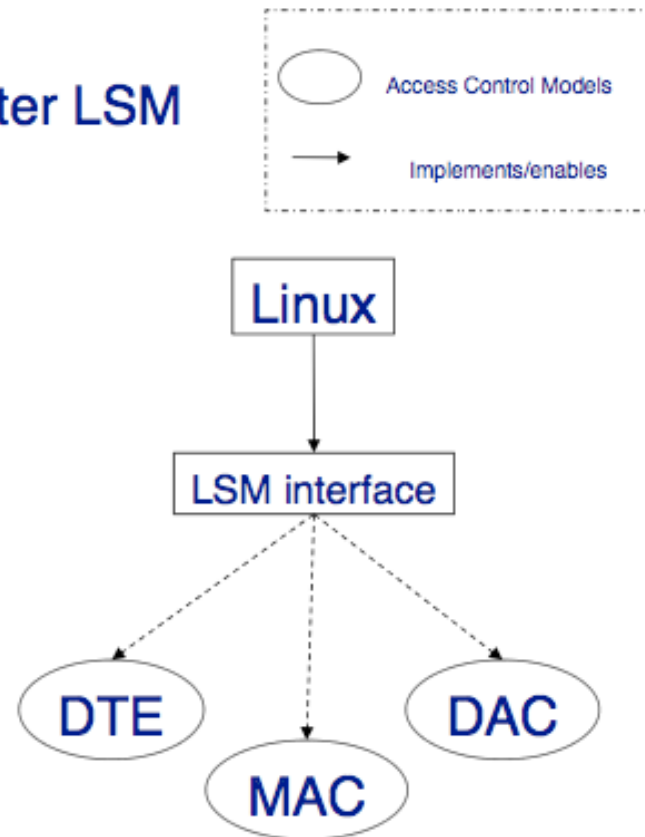 ter LSM
Access Control Models
Implements/enables
Linux
LSM interface
DTE
DAC
MAC